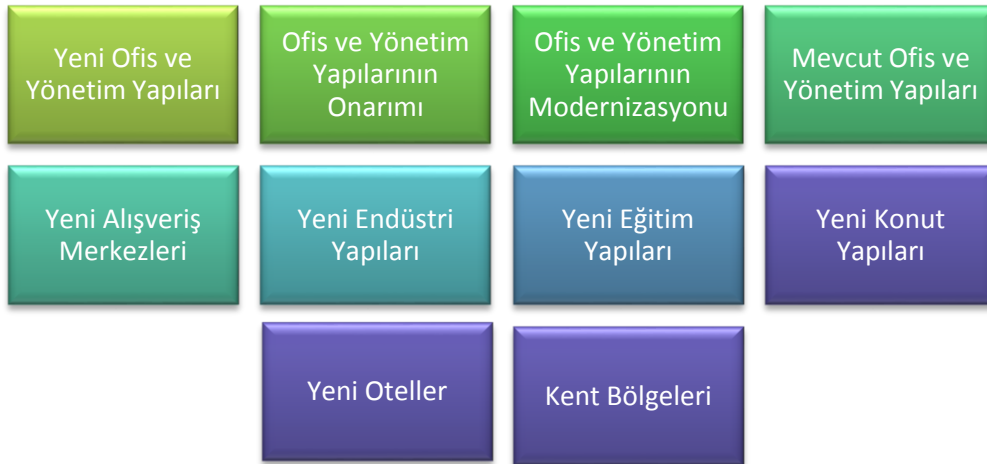 Yeni Ofis ve
Yönetim Yapıları
Ofis ve Yönetim
Yapılarının
Onarımı
Ofis ve Yönetim
Yapılarının
Modernizasyonu
Mevcut Ofis ve
Yönetim Yapıları
Yeni Alışveriş
Merkezleri
Yeni Endüstri
Yapıları
Yeni Eğitim
Yapıları
Yeni Konut
Yapıları
Yeni Oteller
Kent Bölgeleri